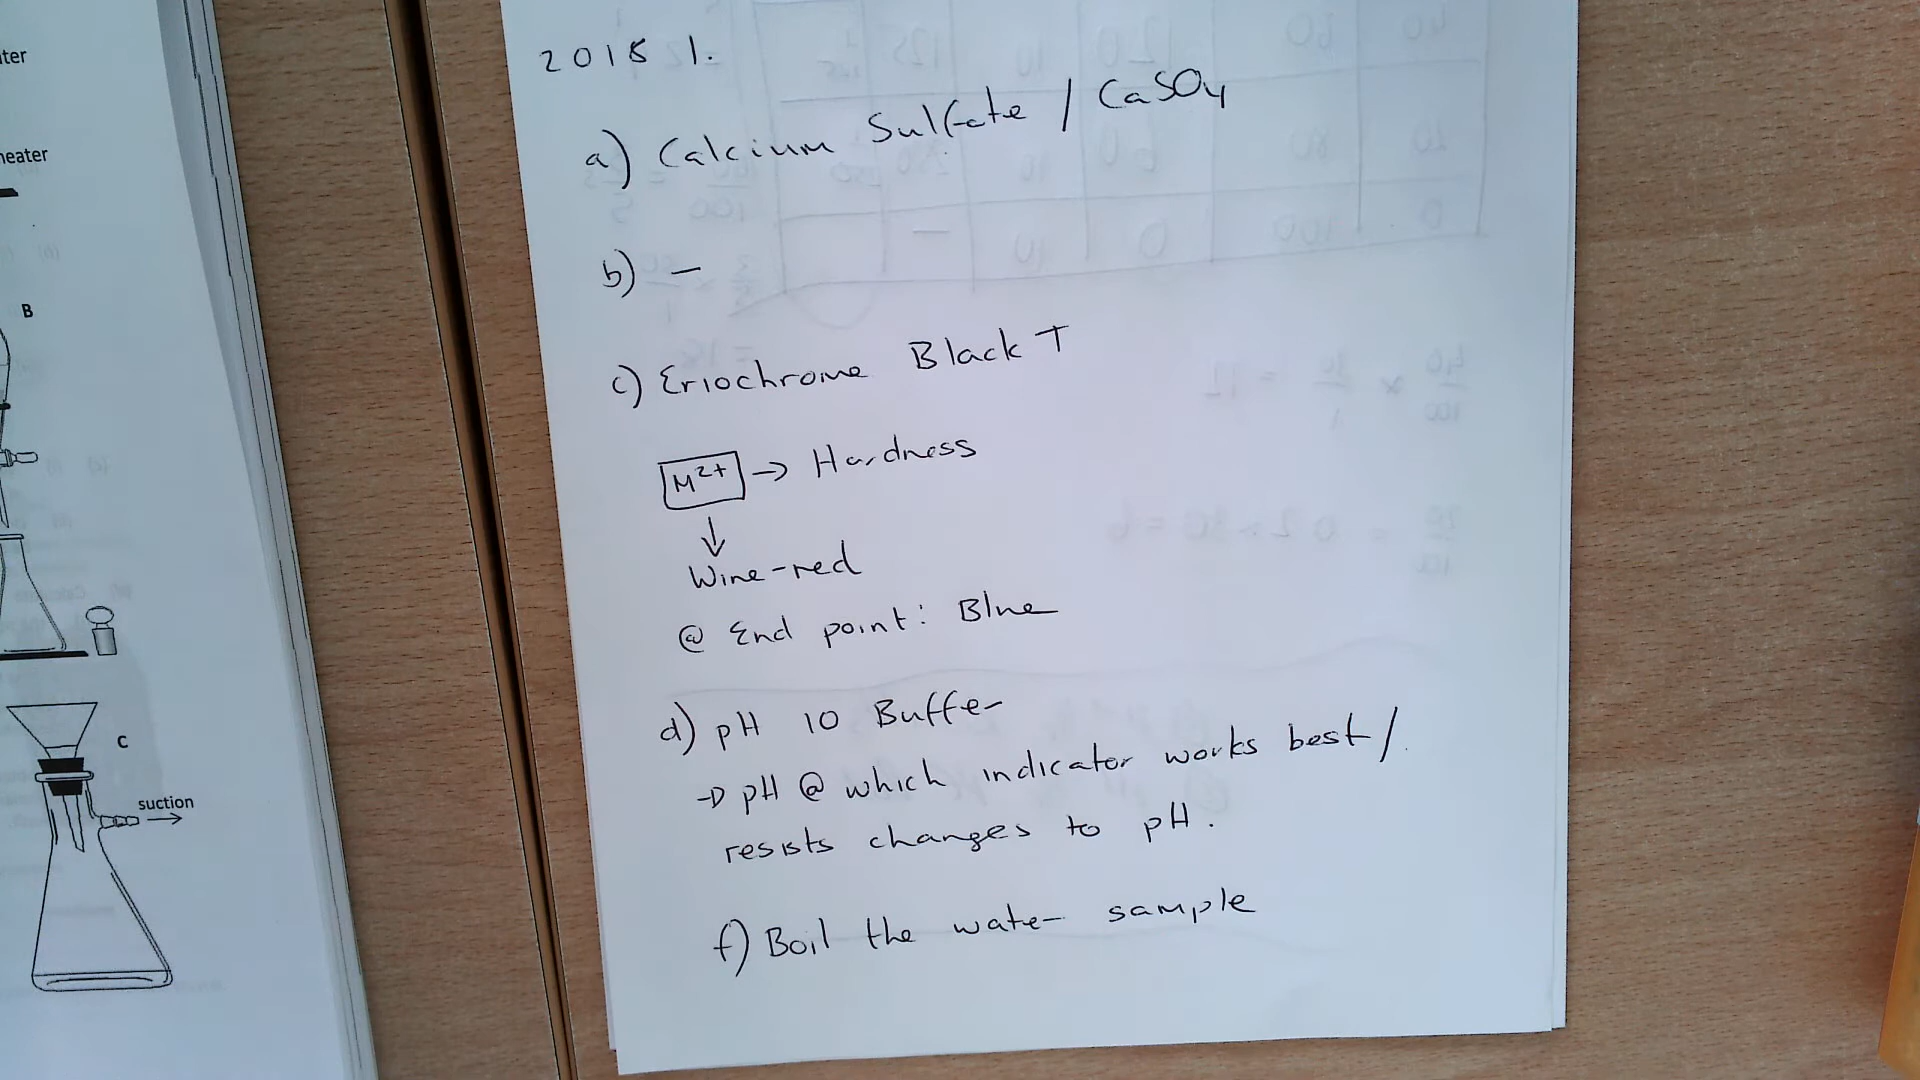 ter
heater
B
C
suction
2018 1.
a) Calcium Sulfate / CaSO4
b) –
c) Eriochrome Black T
M2+ → Hardness
↓
Wine-red
@ End point: Blue
d) pH 10 Buffer
→ pH @ which indicator works best /
resists changes to pH.
f) Boil the water sample